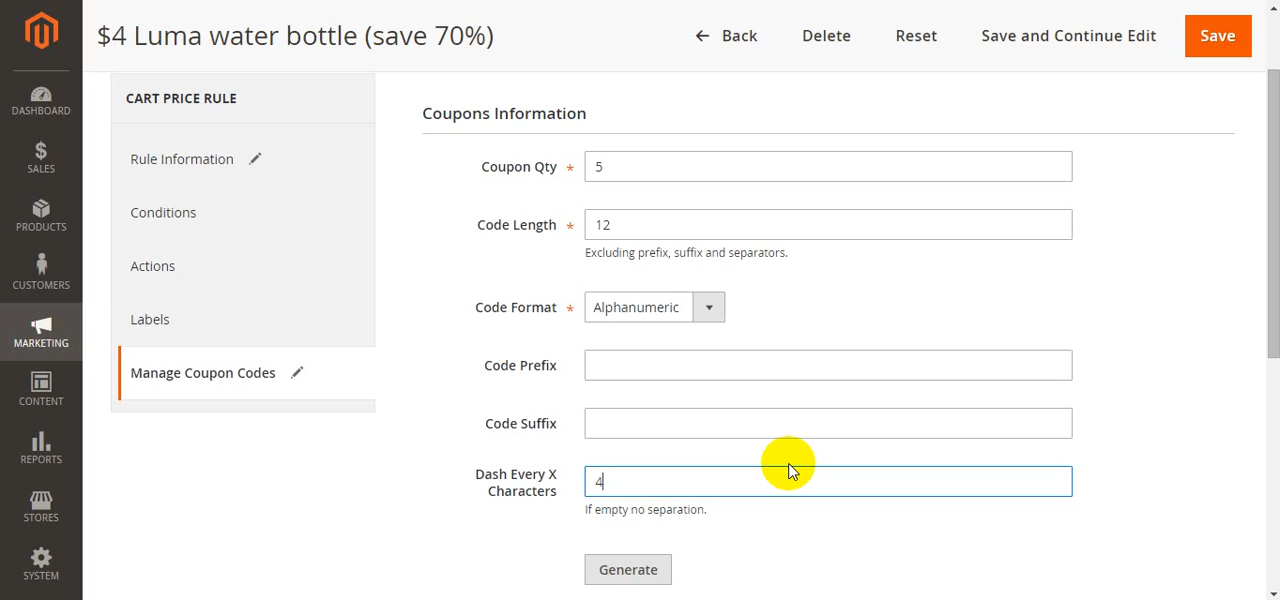 $4 Luma water bottle (save 70%)
← Back
Delete
Reset
Save and Continue Edit
Save
DASHBOARD
SALES
PRODUCTS
CUSTOMERS
MARKETING
CONTENT
REPORTS
STORES
SYSTEM
CART PRICE RULE
Rule Information
Conditions
Actions
Labels
Manage Coupon Codes
Coupons Information
Coupon Qty * 5
Code Length * 12
Excluding prefix, suffix and separators.
Code Format * Alphanumeric
Code Prefix
Code Suffix
Dash Every X
Characters
4
If empty no separation.
Generate